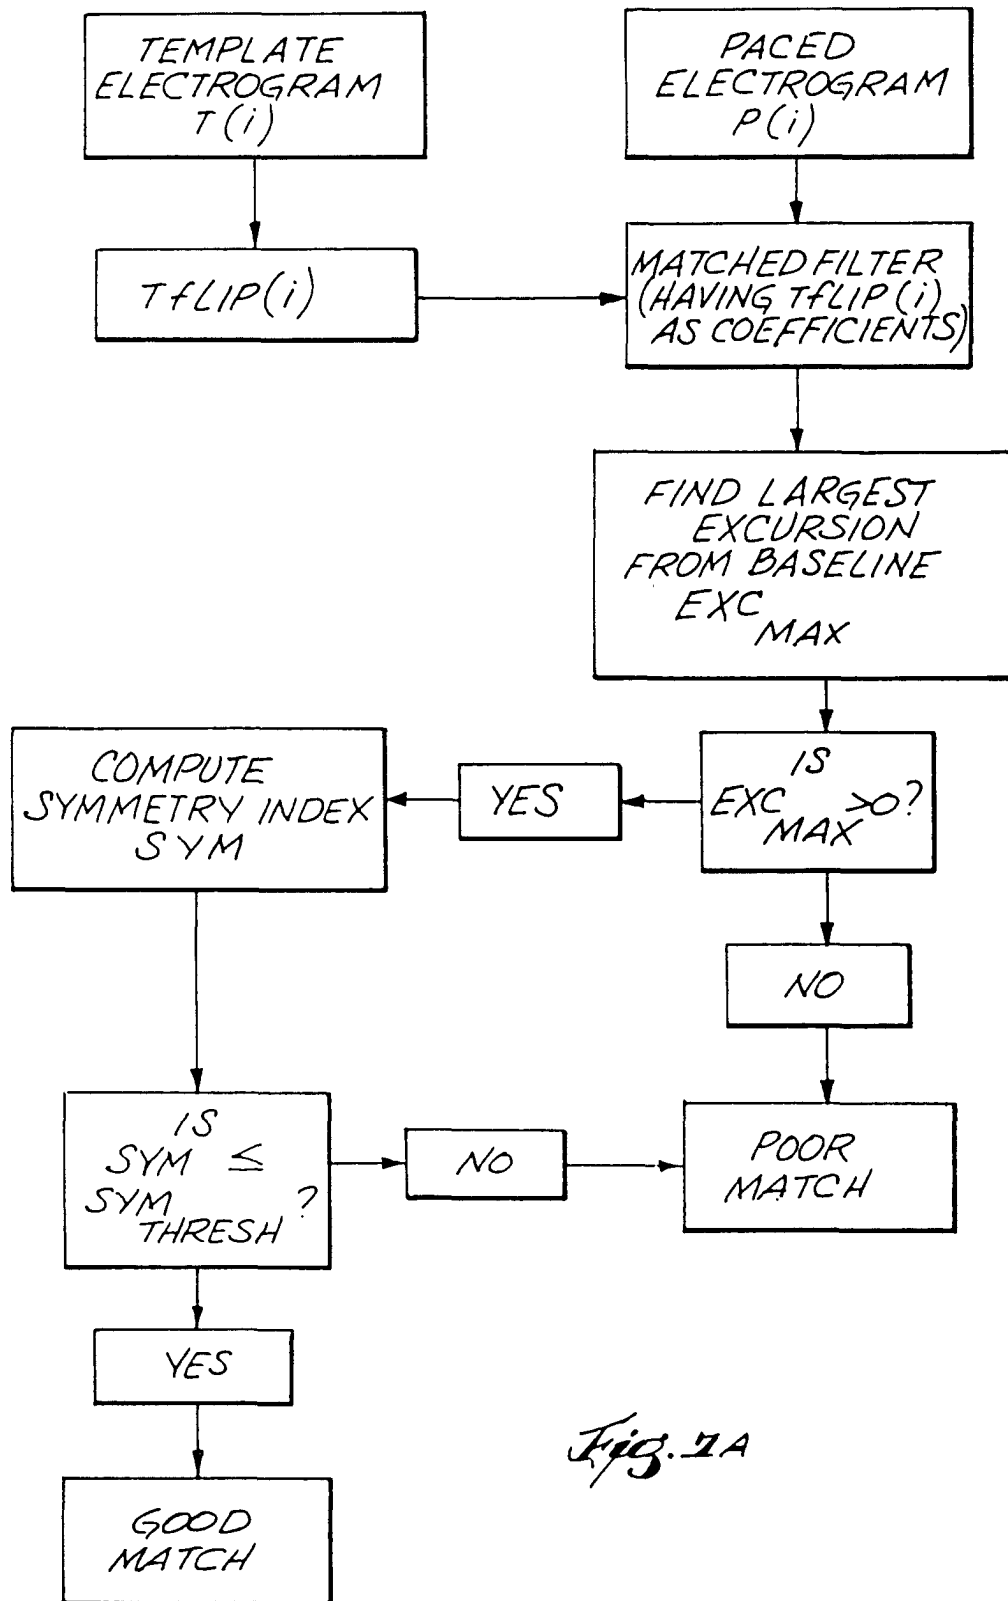 TEMPLATE
ELECTROGRAM
T(i)
PACED
ELECTROGRAM
P(i)
TfLIP(i)
MATCHED FILTER
(HAVING TfLIP(i)
AS COEFFICIENTS)
FIND LARGEST
EXCURSION
FROM BASELINE
EXC MAX
IS
EXC MAX >0?
YES
COMPUTE
SYMMETRY INDEX
SYM
NO
IS
SYM ≤
SYM THRESH ?
NO
POOR
MATCH
YES
GOOD
MATCH
Fig. 1A